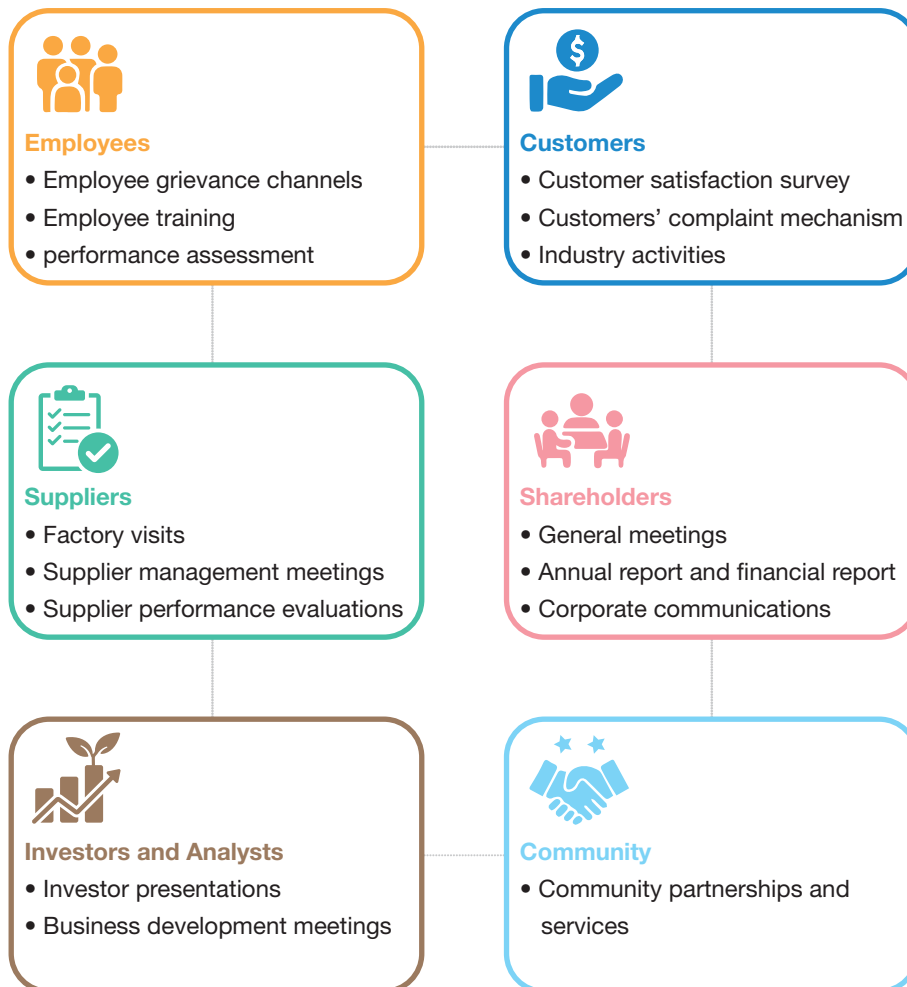 $
Employees
• Employee grievance channels
• Employee training
• performance assessment
Customers
• Customer satisfaction survey
• Customers’ complaint mechanism
• Industry activities
Suppliers
• Factory visits
• Supplier management meetings
• Supplier performance evaluations
Shareholders
• General meetings
• Annual report and financial report
• Corporate communications
Investors and Analysts
• Investor presentations
• Business development meetings
Community
• Community partnerships and
services